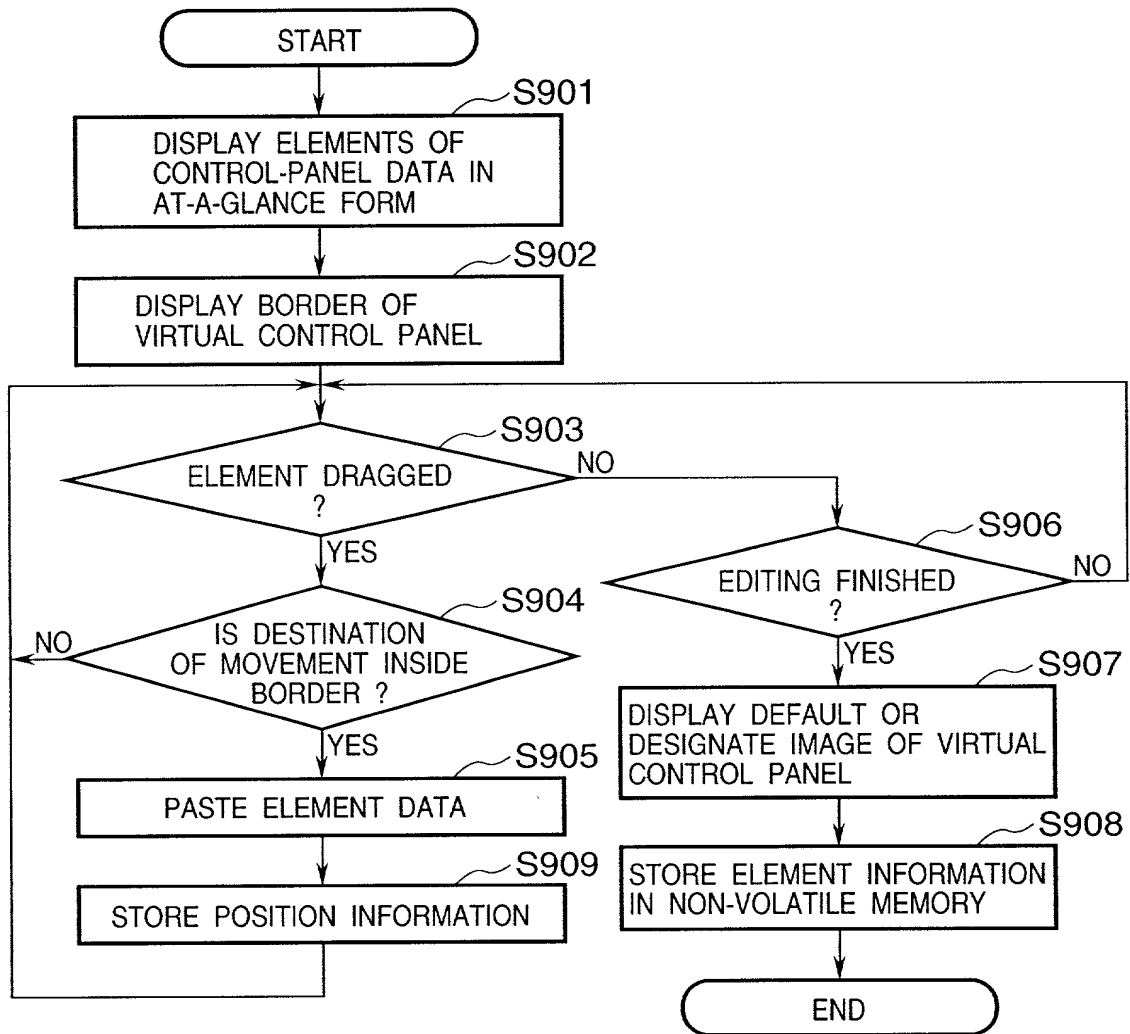 START
S901
DISPLAY ELEMENTS OF
CONTROL-PANEL DATA IN
AT-A-GLANCE FORM
S902
DISPLAY BORDER OF
VIRTUAL CONTROL PANEL
S903
ELEMENT DRAGGED
?
NO
YES
S904
IS DESTINATION
OF MOVEMENT INSIDE
BORDER ?
NO
YES
S905
PASTE ELEMENT DATA
S909
STORE POSITION INFORMATION
S906
EDITING FINISHED
?
NO
YES
S907
DISPLAY DEFAULT OR
DESIGNATE IMAGE OF VIRTUAL
CONTROL PANEL
S908
STORE ELEMENT INFORMATION
IN NON-VOLATILE MEMORY
END